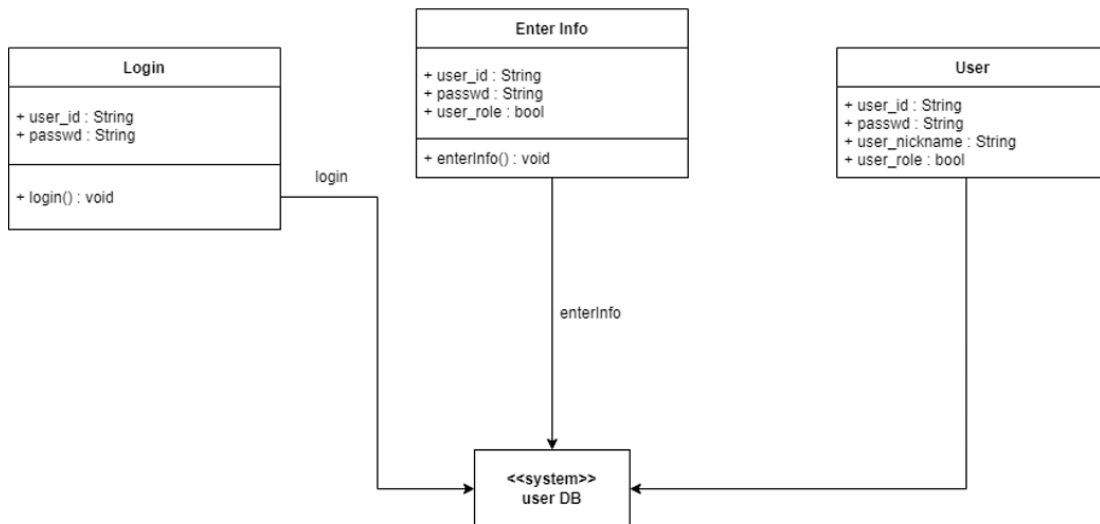 Login
+ user_id : String
+ passwd : String
+ login() : void
login
Enter Info
+ user_id : String
+ passwd : String
+ user_role : bool
+ enterInfo() : void
enterInfo
User
+ user_id : String
+ passwd : String
+ user_nickname : String
+ user_role : bool
<<system>>
user DB